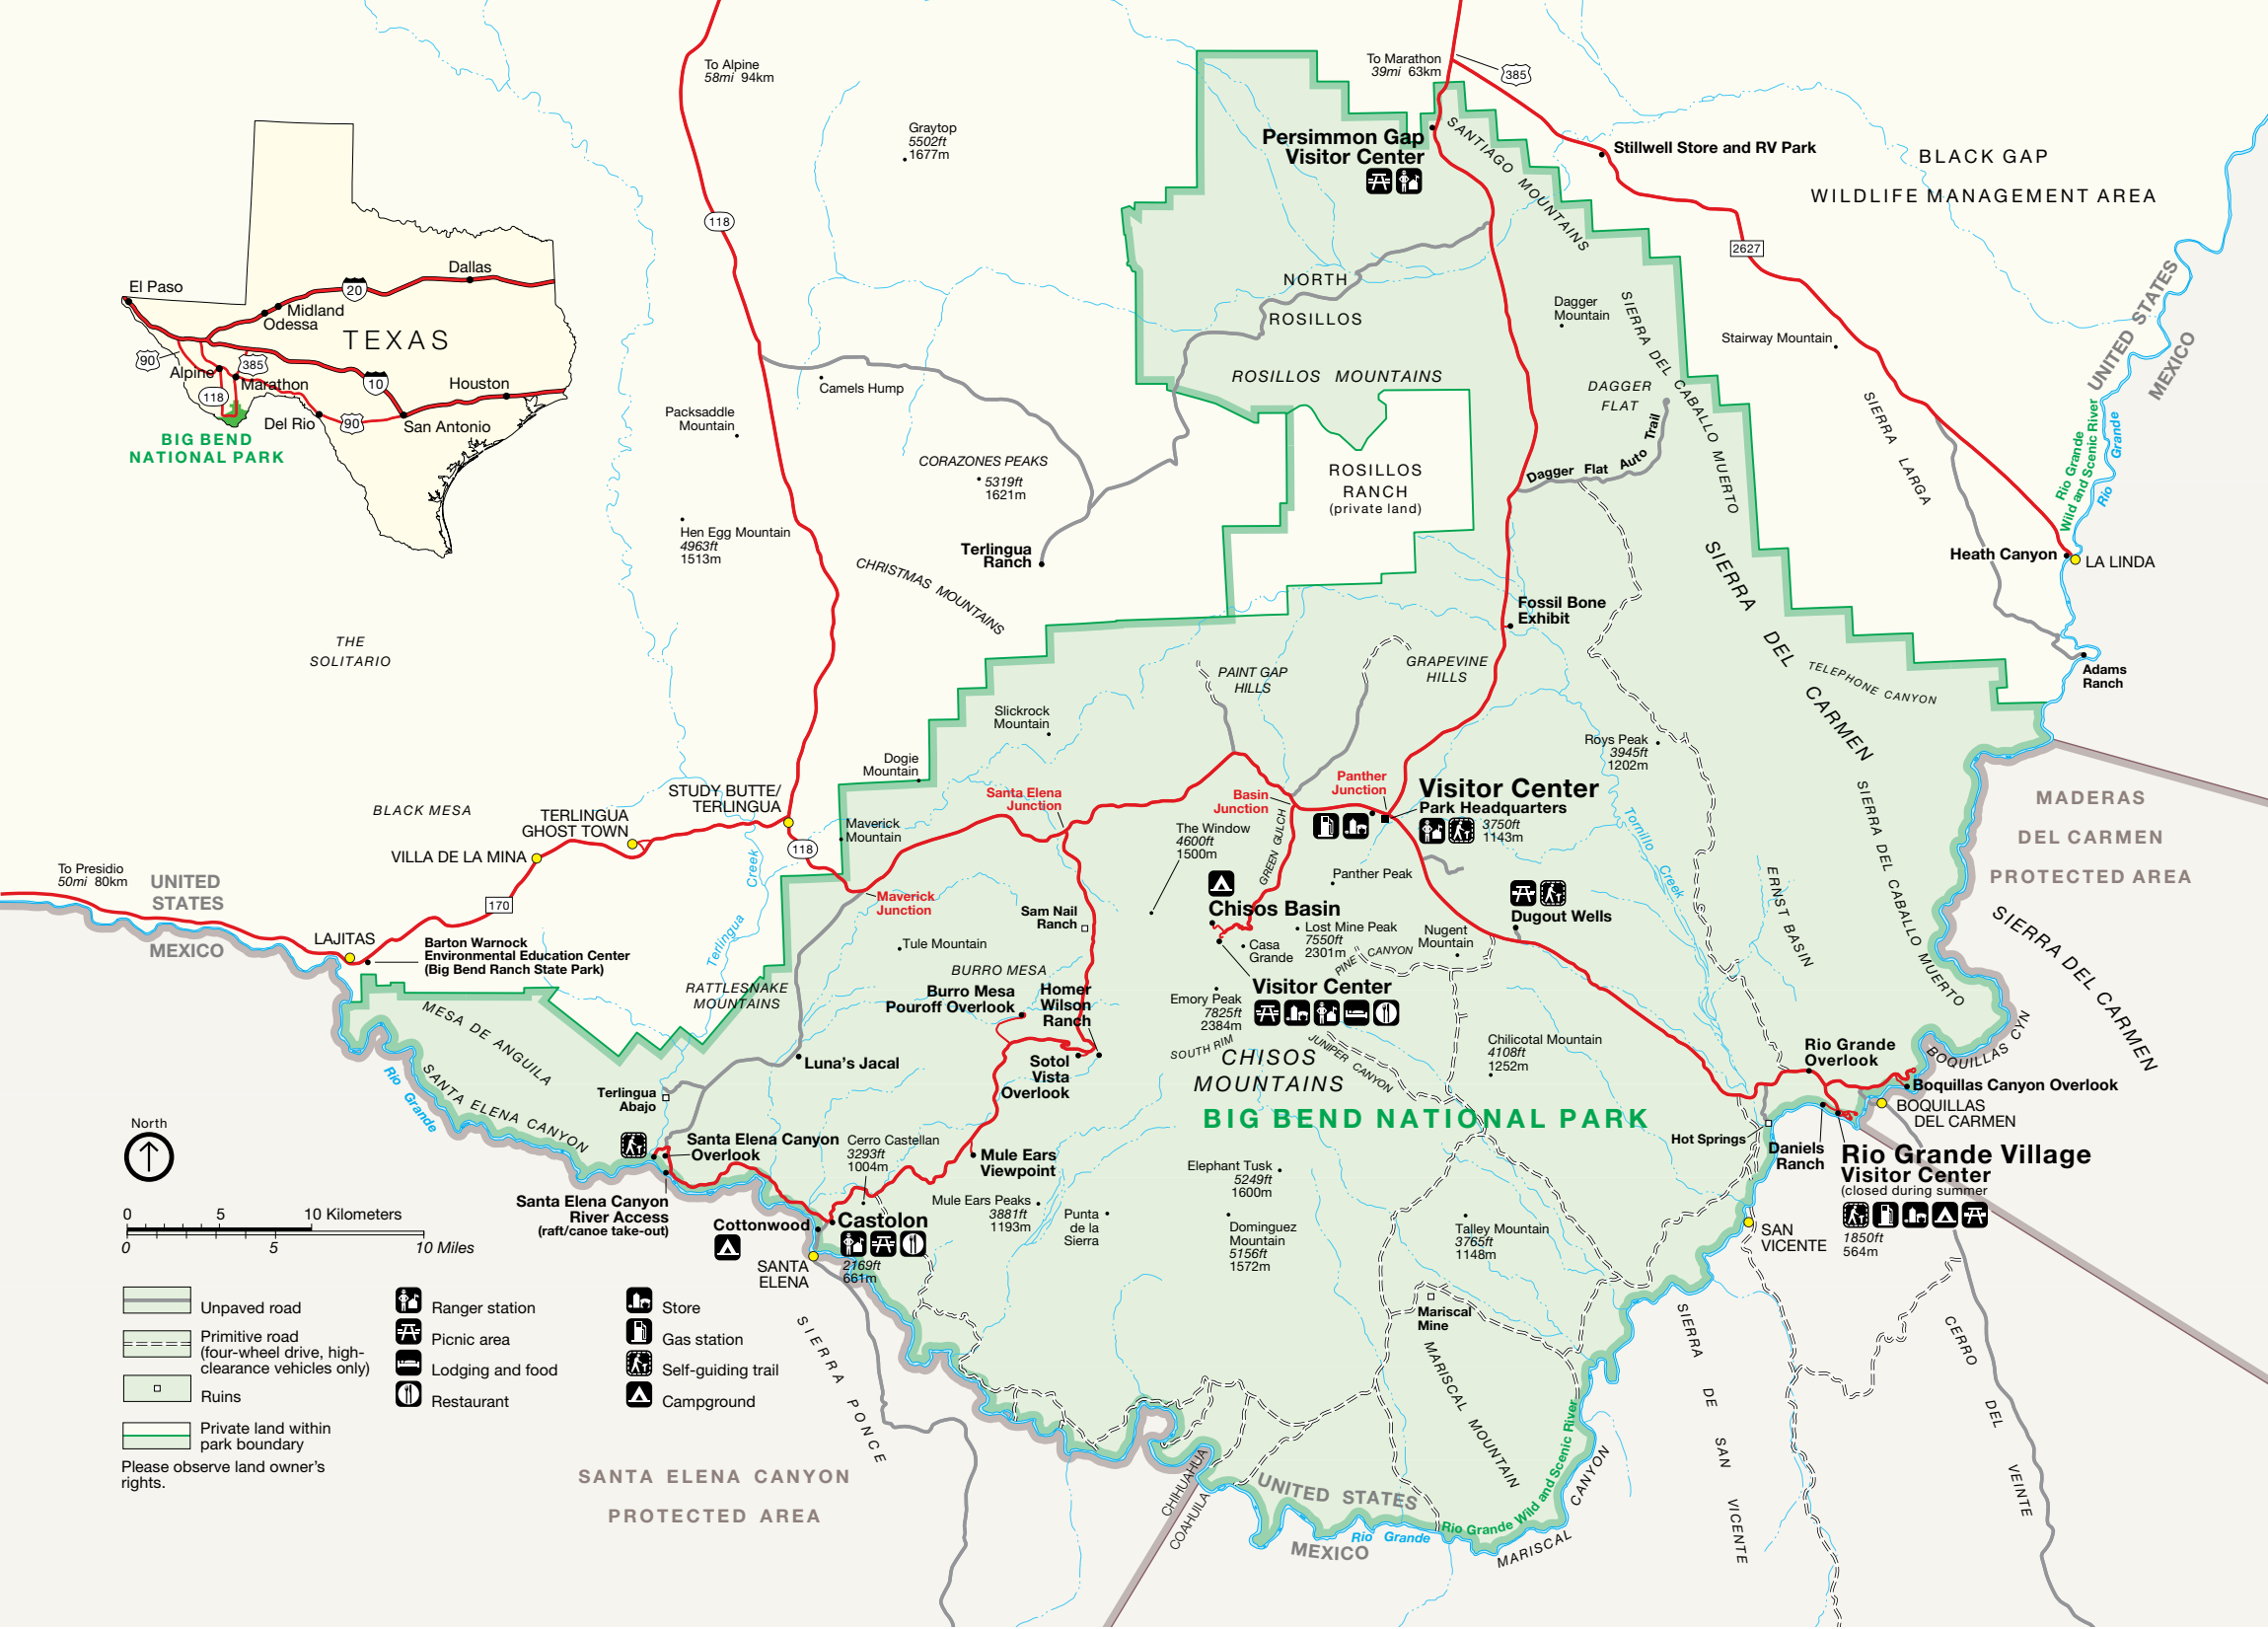 To Alpine
58mi 94km
To Marathon
39mi 63km
385
Graytop
5502ft
1677m
Persimmon Gap
Visitor Center
SANTIAGO MOUNTAINS
Stillwell Store and RV Park
BLACK GAP
WILDLIFE MANAGEMENT AREA
118
2627
El Paso
Dallas
20
Midland
Odessa
TEXAS
90
385
Alpine
Marathon
10
Houston
118
Del Rio
90
San Antonio
BIG BEND
NATIONAL PARK
NORTH
ROSILLOS
ROSILLOS MOUNTAINS
Dagger
Mountain
SIERRA DEL CABALLO MUERTO
Stairway Mountain
UNITED STATES
MEXICO
DAGGER
FLAT
Camels Hump
Packsaddle
Mountain
Dagger Flat Auto Trail
SIERRA LARGA
Rio Grande
Wild and Scenic River
Rio Grande
CORAZONES PEAKS
5319ft
1621m
ROSILLOS
RANCH
(private land)
Hen Egg Mountain
4963ft
1513m
Terlingua
Ranch
CHRISTMAS MOUNTAINS
Heath Canyon
LA LINDA
SIERRA DEL CARMEN
Fossil Bone
Exhibit
THE
SOLITARIO
PAINT GAP
HILLS
GRAPEVINE
HILLS
TELEPHONE CANYON
Adams
Ranch
Slickrock
Mountain
Roys Peak
3945ft
1202m
Dogie
Mountain
STUDY BUTTE/
TERLINGUA
Santa Elena
Junction
Basin
Junction
Panther
Junction
Visitor Center
Park Headquarters
3750ft
1143m
MADERAS
DEL CARMEN
PROTECTED AREA
BLACK MESA
TERLINGUA
GHOST TOWN
Maverick
Mountain
The Window
4600ft
1500m
GREEN GULCH
Tornillo Creek
SIERRA DEL CABALLO MUERTO
VILLA DE LA MINA
118
To Presidio
50mi 80km
UNITED
STATES
MEXICO
170
Terlingua Creek
Maverick
Junction
Panther Peak
ERNST BASIN
Sam Nail
Ranch
Chisos Basin
Dugout Wells
SIERRA DEL CARMEN
LAJITAS
Barton Warnock
Environmental Education Center
(Big Bend Ranch State Park)
Tule Mountain
Lost Mine Peak
7550ft
2301m
Casa
Grande
Nugent
Mountain
PINE CANYON
BURRO MESA
RATTLESNAKE
MOUNTAINS
Burro Mesa
Pouroff Overlook
Homer
Wilson
Ranch
Visitor Center
Emory Peak
7825ft
2384m
MESA DE ANGUILA
SOUTH RIM
CHISOS
MOUNTAINS
JUNIPER CANYON
Chilicotal Mountain
4108ft
1252m
Rio Grande
Overlook
BOQUILLAS CYN
Luna's Jacal
Sotol
Vista
Overlook
Boquillas Canyon Overlook
BOQUILLAS
DEL CARMEN
Rio Grande
SANTA ELENA CANYON
Terlingua
Abajo
BIG BEND NATIONAL PARK
Hot Springs
Daniels
Ranch
Rio Grande Village
Visitor Center
(closed during summer
1850ft
564m
North
Santa Elena Canyon
Overlook
Cerro Castellan
3293ft
1004m
Mule Ears
Viewpoint
Elephant Tusk
5249ft
1600m
Santa Elena Canyon
River Access
(raft/canoe take-out)
Mule Ears Peaks
3881ft
1193m
Punta
de la
Sierra
Dominguez
Mountain
5156ft
1572m
Talley Mountain
3765ft
1148m
SAN
VICENTE
Cottonwood
Castolon
2169ft
661m
SANTA
ELENA
0 5 10 Kilometers
0 5 10 Miles
Unpaved road
Primitive road
(four-wheel drive, high-
clearance vehicles only)
Ruins
Private land within
park boundary
Please observe land owner's
rights.
Ranger station
Picnic area
Lodging and food
Restaurant
Store
Gas station
Self-guiding trail
Campground
Mariscal
Mine
MARISCAL MOUNTAIN
SIERRA PONCE
SIERRA DE SAN VICENTE
CERRO DEL VEINTE
SANTA ELENA CANYON
PROTECTED AREA
CHIHUAHUA
COAHUILA
UNITED STATES
MEXICO
Rio Grande
Rio Grande Wild and Scenic River
MARISCAL CANYON